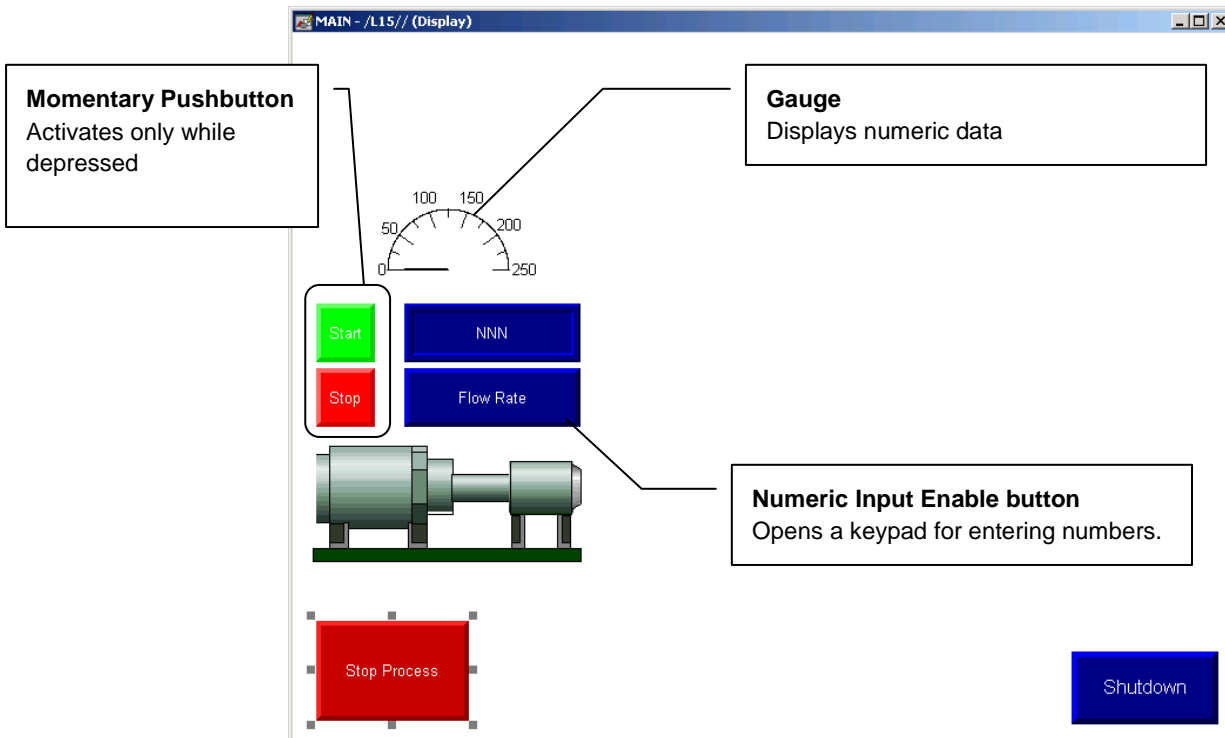 MAIN - /L15// (Display)
Momentary Pushbutton
Activates only while
depressed
Gauge
Displays numeric data
100 150
50 200
0 250
Start NNN
Stop Flow Rate
Numeric Input Enable button
Opens a keypad for entering numbers.
Stop Process
Shutdown